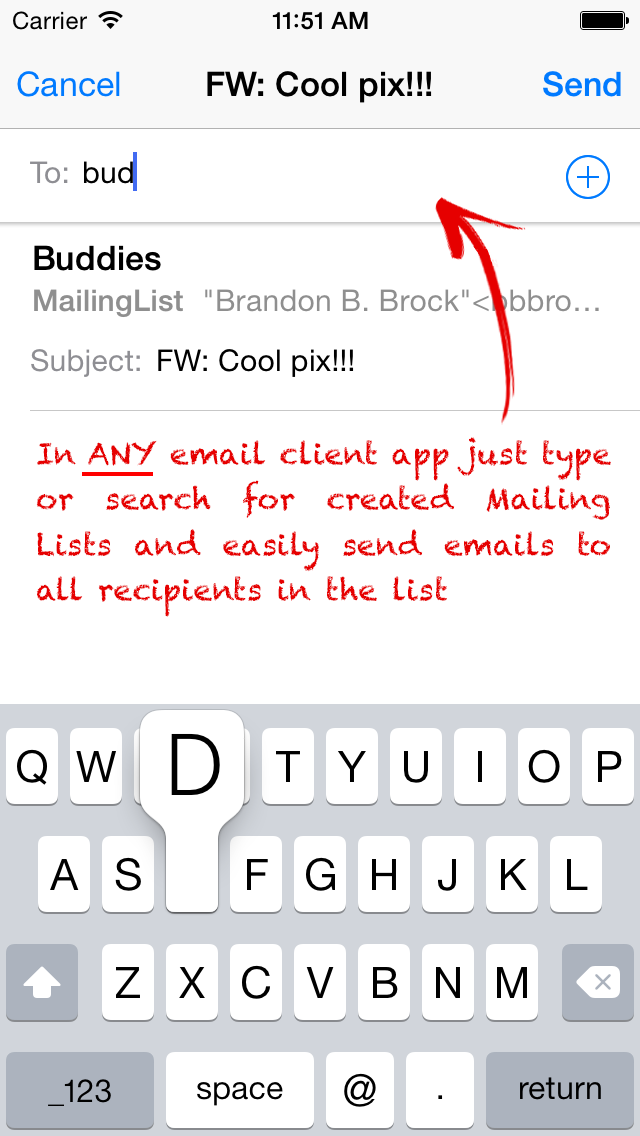 Carrier 11:51 AM
Cancel FW: Cool pix!!! Send
To: bud
Buddies
MailingList "Brandon B. Brock"<bbbro...
Subject: FW: Cool pix!!!
In ANY email client app just type
or search for created Mailing
Lists and easily send emails to
all recipients in the list
Q W D T Y U I O P
A S F G H J K L
Z X C V B N M
_123 space @ . return